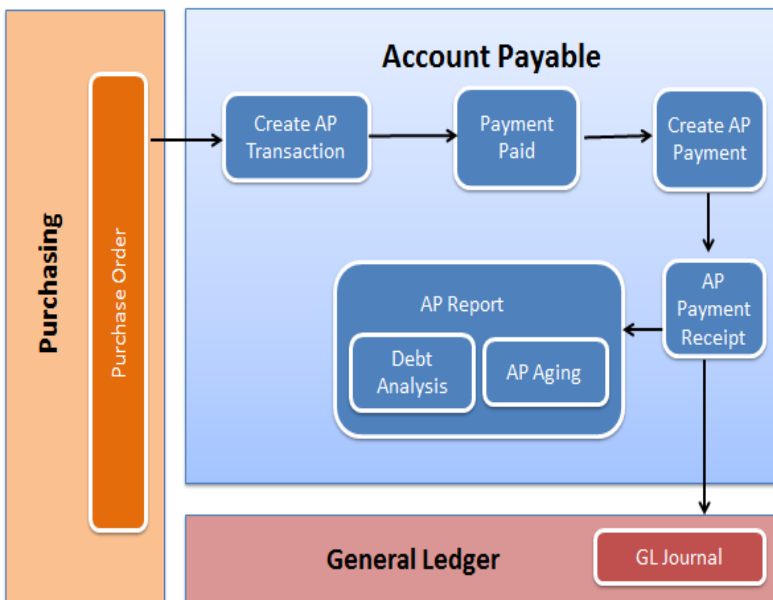 Purchasing
Purchase Order
Account Payable
Create AP
Transaction
Payment
Paid
Create AP
Payment
AP
Payment
Receipt
AP Report
Debt
Analysis
AP Aging
General Ledger
GL Journal